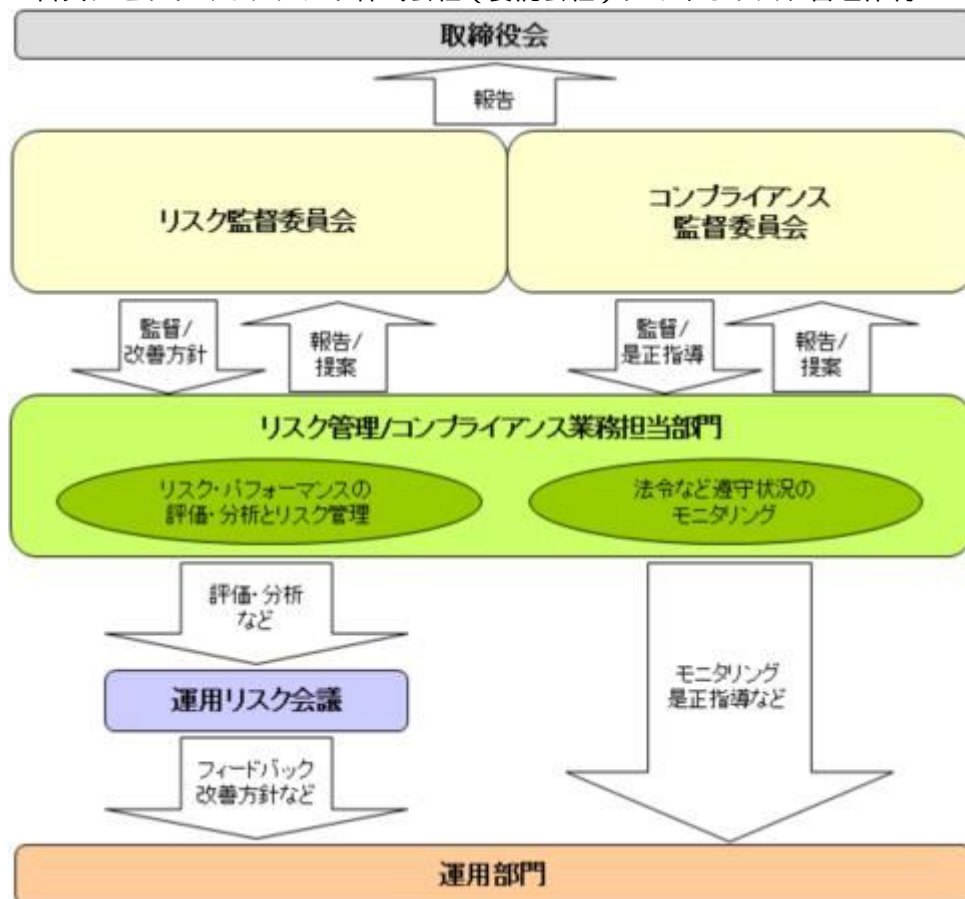 取締役会
報告
リスク監督委員会
コンプライアンス
監督委員会
監督/
改善方針
報告/
提案
監督/
是正指導
報告/
提案
リスク管理/コンプライアンス業務担当部門
リスク・パフォーマンスの
評価・分析とリスク管理
法令など遵守状況の
モニタリング
評価・分析
など
運用リスク会議
モニタリング
是正指導など
フィードバック
改善方針など
運用部門